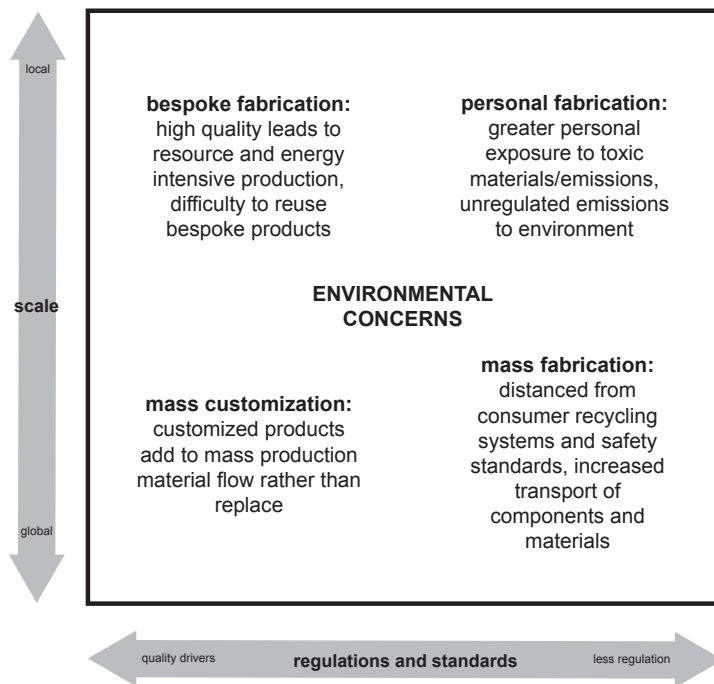 local
bespoke fabrication:
high quality leads to
resource and energy
intensive production,
difficulty to reuse
bespoke products
personal fabrication:
greater personal
exposure to toxic
materials/emissions,
unregulated emissions
to environment
scale
ENVIRONMENTAL
CONCERNS
mass customization:
customized products
add to mass production
material flow rather than
replace
mass fabrication:
distanced from
consumer recycling
systems and safety
standards, increased
transport of
components and
materials
global
quality drivers
regulations and standards
less regulation